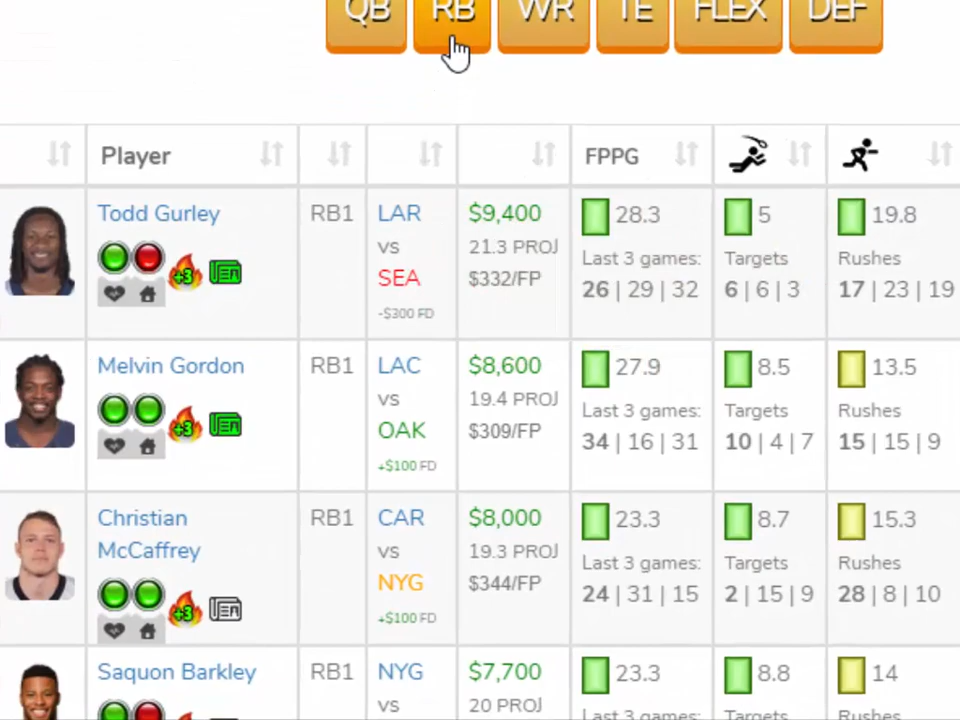 QB RB WR TE FLEX DEF
Player FPPG
Todd Gurley RB1 LAR $9,400 28.3 5 19.8
vs 21.3 PROJ Last 3 games: Targets Rushes
+3 SEA $332/FP 26 | 29 | 32 6 | 6 | 3 17 | 23 | 19
-$300 FD
Melvin Gordon RB1 LAC $8,600 27.9 8.5 13.5
vs 19.4 PROJ Last 3 games: Targets Rushes
+3 OAK $309/FP 34 | 16 | 31 10 | 4 | 7 15 | 15 | 9
+$100 FD
Christian RB1 CAR $8,000 23.3 8.7 15.3
McCaffrey vs 19.3 PROJ Last 3 games: Targets Rushes
+3 NYG $344/FP 24 | 31 | 15 2 | 15 | 9 28 | 8 | 10
+$100 FD
Saquon Barkley RB1 NYG $7,700 23.3 8.8 14
vs 20 PROJ Last 3 games: Targets Rushes